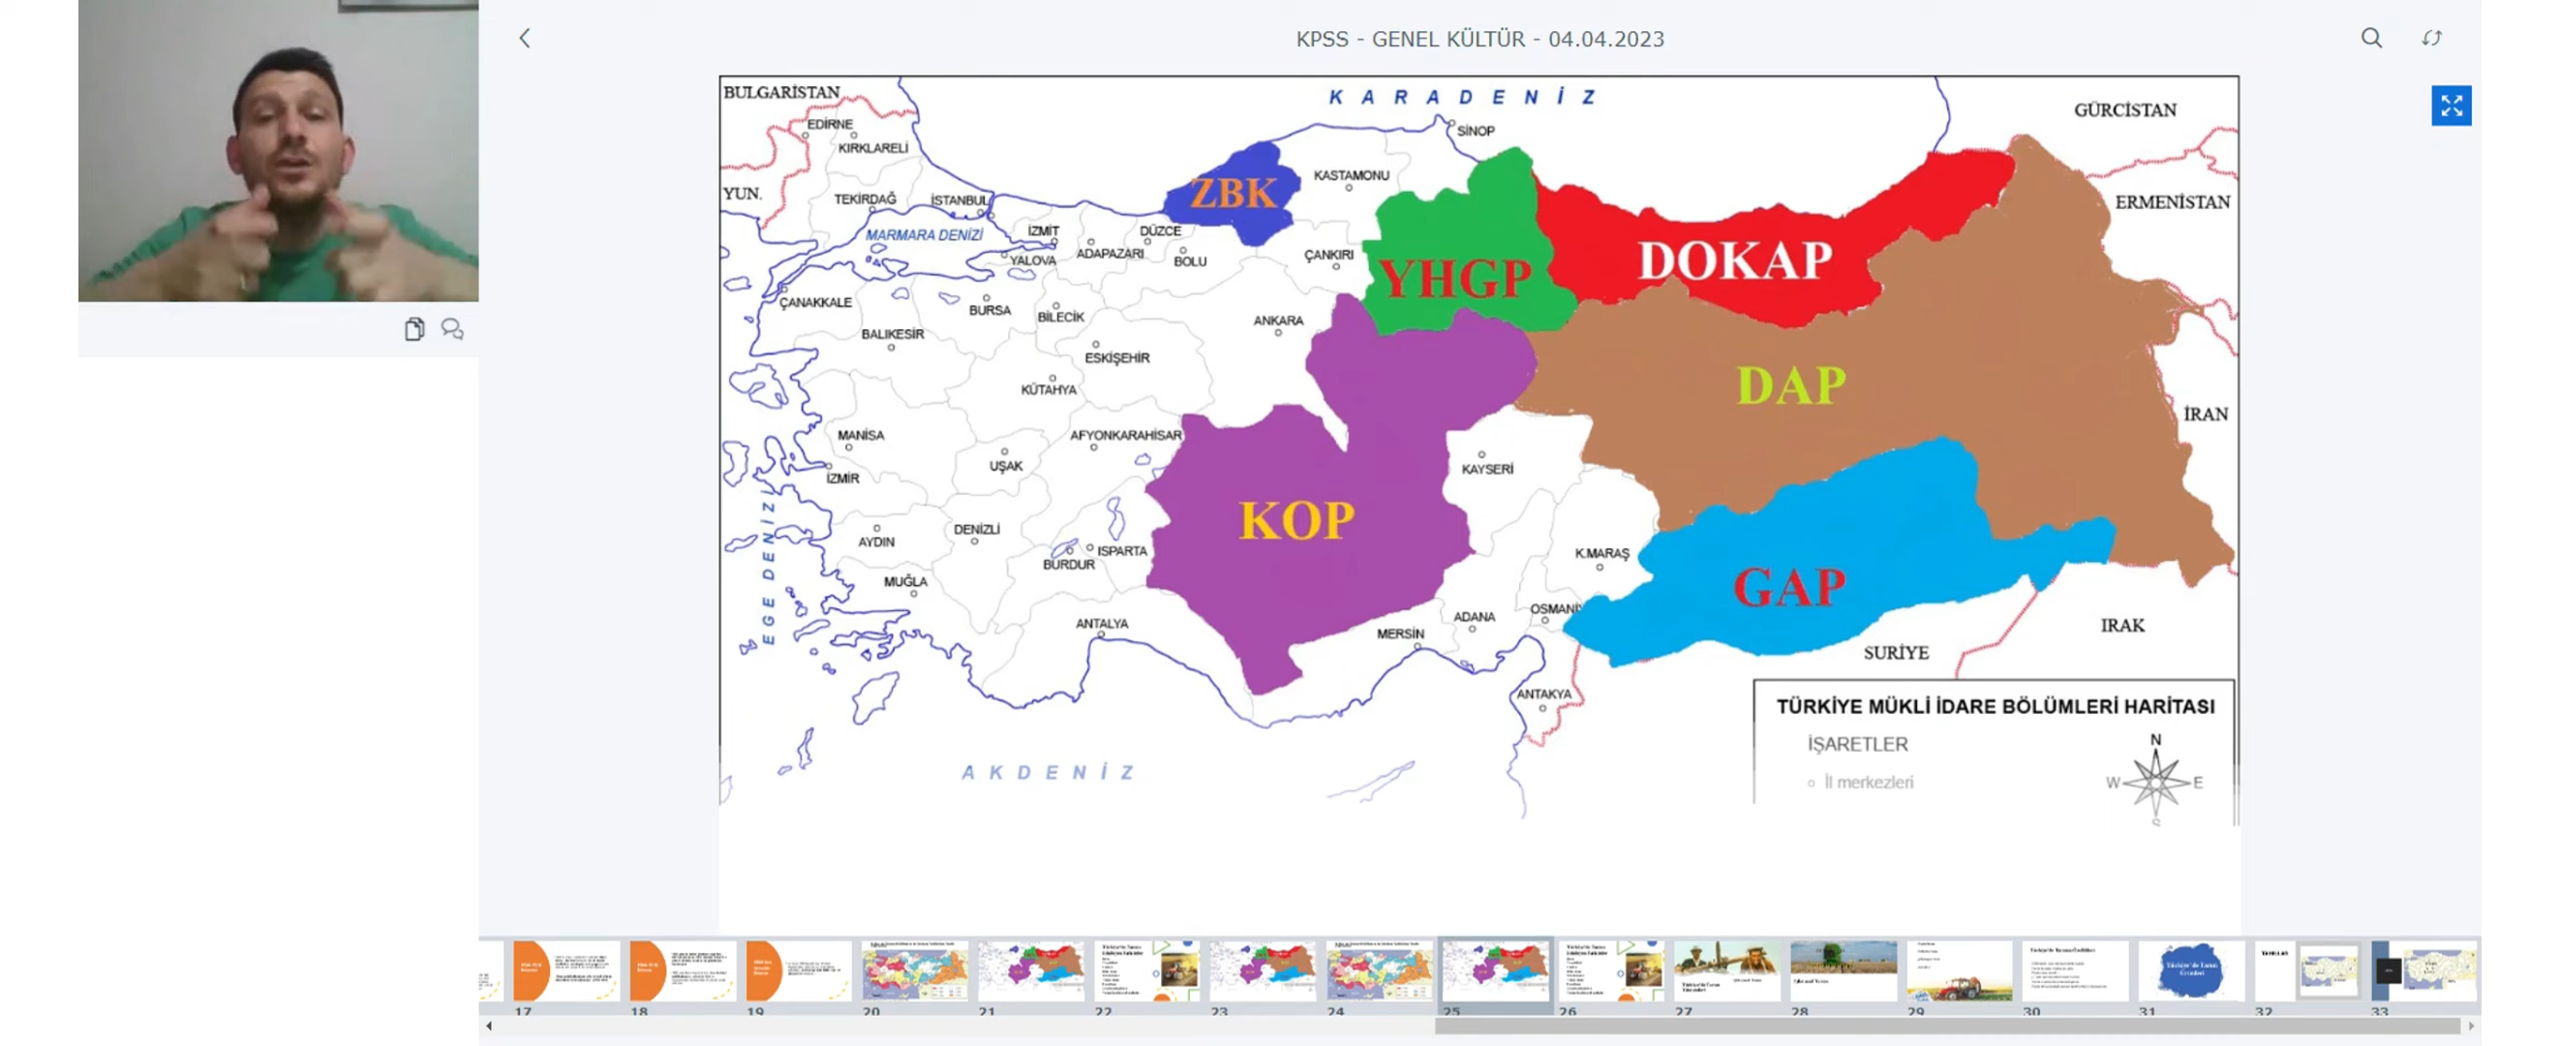 KPSS - GENEL KÜLTÜR - 04.04.2023
BULGARİSTAN
KARADENİZ
GÜRCİSTAN
EDİRNE
SİNOP
KIRKLARELİ
KASTAMONU
YUN.
TEKİRDAĞ
İSTANBUL
ZBK
ERMENİSTAN
MARMARA DENİZİ
İZMİT
DÜZCE
YALOVA
ADAPAZARI
BOLU
ÇANKIRI
YHGP
DOKAP
ÇANAKKALE
BURSA
BİLECİK
ANKARA
BALIKESİR
ESKİŞEHİR
KÜTAHYA
DAP
İRAN
MANİSA
AFYONKARAHİSAR
UŞAK
KAYSERİ
İZMİR
KOP
EGE DENİZİ
AYDIN
DENİZLİ
ISPARTA
BURDUR
K.MARAŞ
MUĞLA
GAP
ANTALYA
MERSİN
ADANA
OSMANİ
IRAK
SURİYE
ANTAKYA
TÜRKİYE MÜKLİ İDARE BÖLÜMLERİ HARİTASI
İŞARETLER
İl merkezleri
N
W E
S
AKDENİZ
17 18 19 20 21 22 23 24 25 26 27 28 29 30 31 32 33